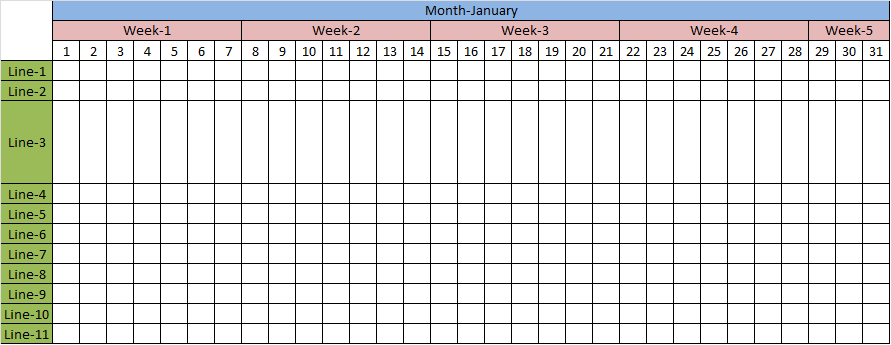 Month-January
Week-1 Week-2 Week-3 Week-4 Week-5
1 2 3 4 5 6 7 8 9 10 11 12 13 14 15 16 17 18 19 20 21 22 23 24 25 26 27 28 29 30 31
Line-1
Line-2
Line-3
Line-4
Line-5
Line-6
Line-7
Line-8
Line-9
Line-10
Line-11